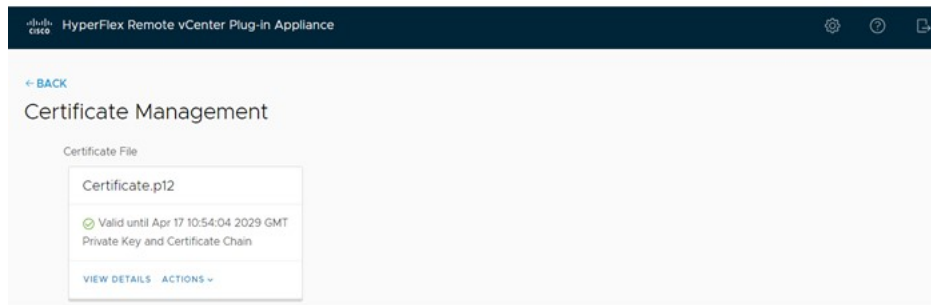 cisco HyperFlex Remote vCenter Plug-in Appliance
← BACK
Certificate Management
Certificate File
Certificate.p12
Valid until Apr 17 10:54:04 2029 GMT
Private Key and Certificate Chain
VIEW DETAILS ACTIONS